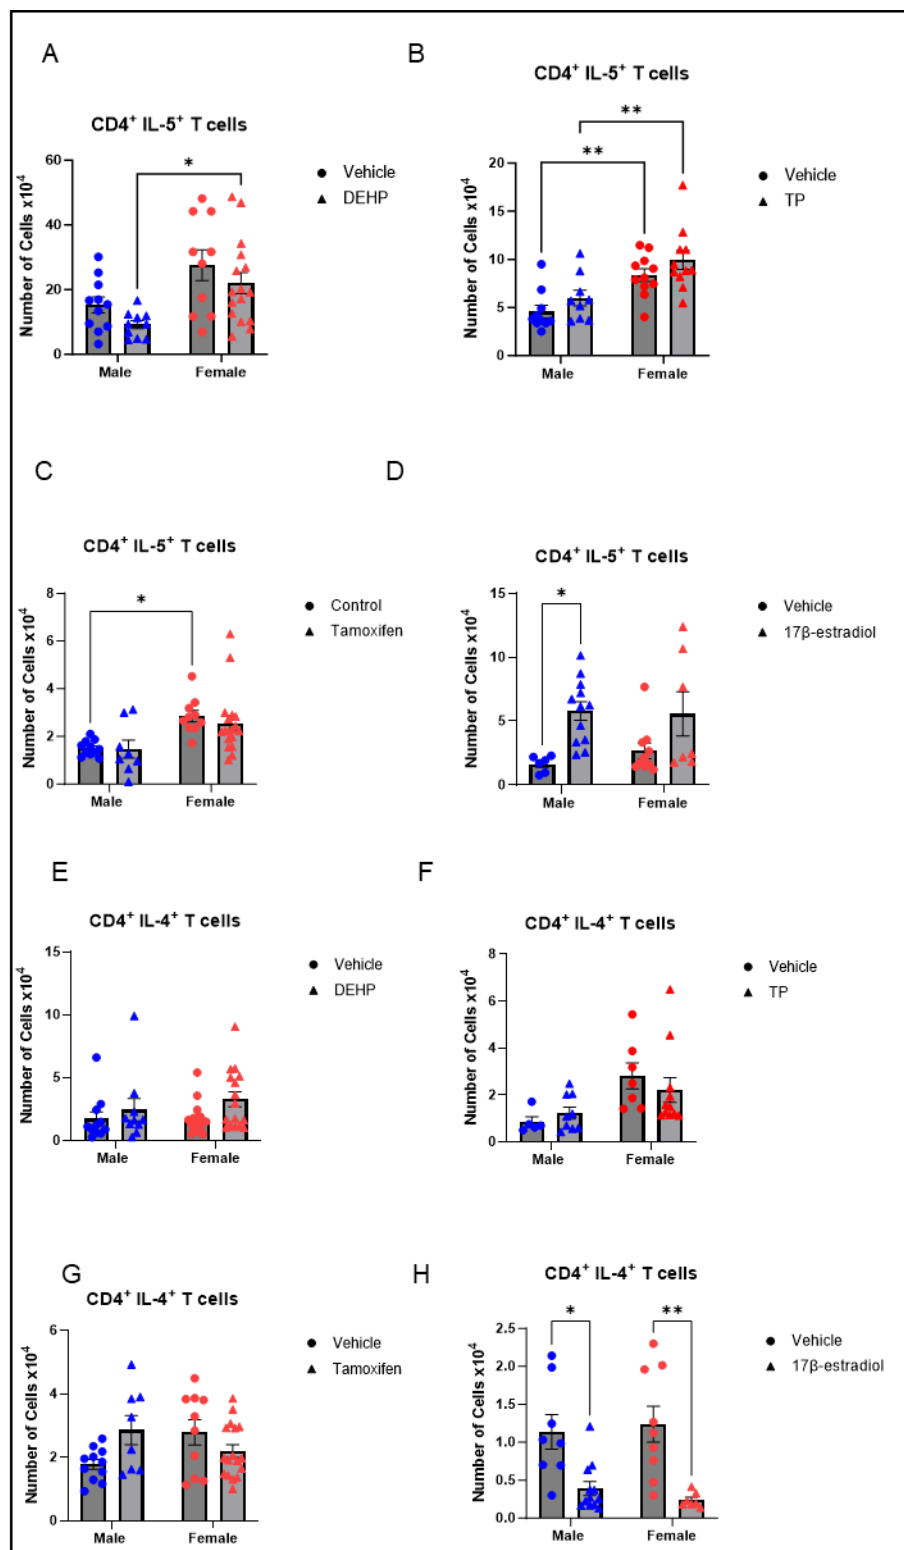 A
CD4⁺ IL-5⁺ T cells
Number of Cells x10⁴
60
40
20
0
*
Male
Female
Vehicle
DEHP
B
CD4⁺ IL-5⁺ T cells
Number of Cells x10⁴
20
15
10
5
0
**
**
Male
Female
Vehicle
TP
C
CD4⁺ IL-5⁺ T cells
Number of Cells x10⁴
8
6
4
2
0
*
Male
Female
Control
Tamoxifen
D
CD4⁺ IL-5⁺ T cells
Number of Cells x10⁴
15
10
5
0
*
Male
Female
Vehicle
17β-estradiol
E
CD4⁺ IL-4⁺ T cells
Number of Cells x10⁴
15
10
5
0
Male
Female
Vehicle
DEHP
F
CD4⁺ IL-4⁺ T cells
Number of Cells x10⁴
8
6
4
2
0
Male
Female
Vehicle
TP
G
CD4⁺ IL-4⁺ T cells
Number of Cells x10⁴
6
4
2
0
Male
Female
Vehicle
Tamoxifen
H
CD4⁺ IL-4⁺ T cells
Number of Cells x10⁴
2.5
2.0
1.5
1.0
0.5
0.0
*
**
Male
Female
Vehicle
17β-estradiol